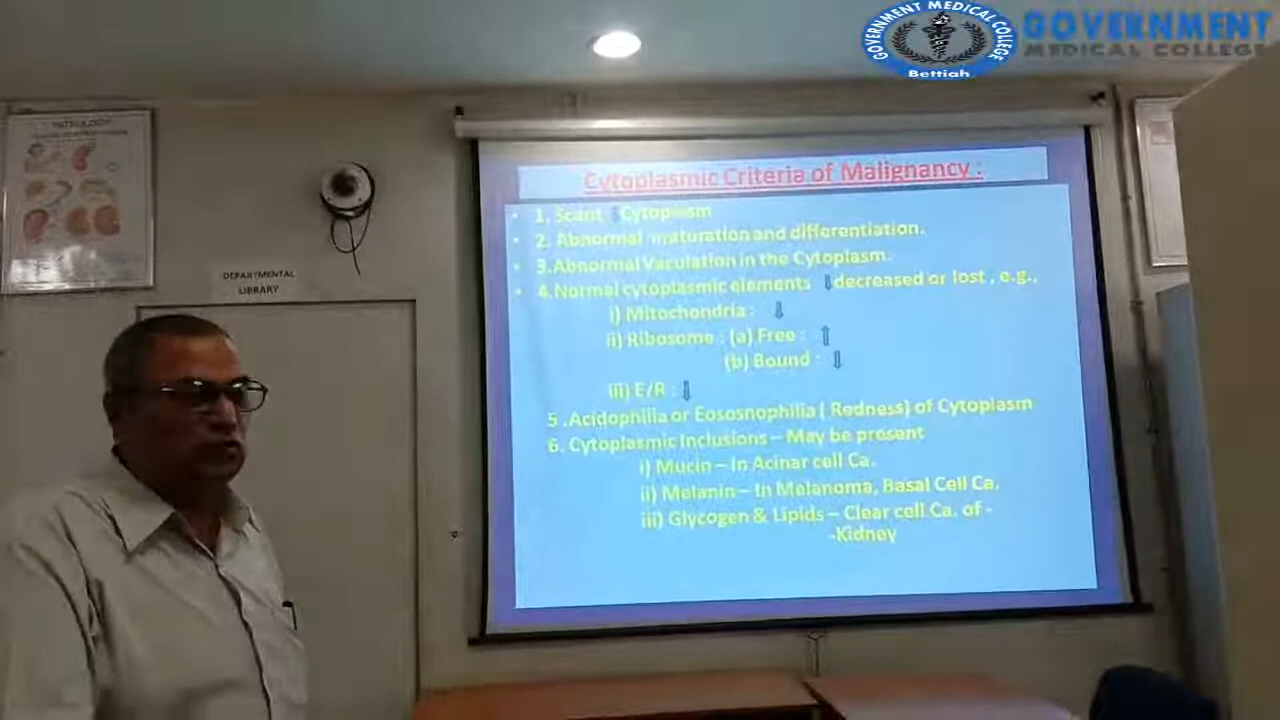 GOVERNMENT MEDICAL COLLEGE
Bettiah
GOVERNMENT
MEDICAL COLLEGE
DEPARTMENTAL
LIBRARY
Cytoplasmic Criteria of Malignancy :
• 1. Scant Cytoplasm
• 2. Abnormal maturation and differentiation.
• 3.Abnormal Vaculation in the Cytoplasm.
• 4.Normal cytoplasmic elements ↓decreased or lost , e.g.,
i) Mitochondria : ↓
ii) Ribosome : (a) Free : ↑
(b) Bound : ↓
iii) E/R : ↓
5 .Acidophilia or Eososnophilia ( Redness) of Cytoplasm
6. Cytoplasmic Inclusions – May be present
i) Mucin – In Acinar cell Ca.
ii) Melanin – In Melanoma, Basal Cell Ca.
iii) Glycogen & Lipids – Clear cell Ca. of -
-Kidney